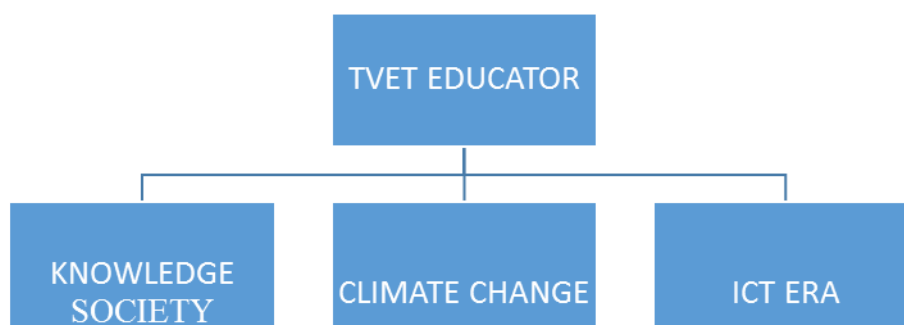 TVET EDUCATOR
KNOWLEDGE
SOCIETY
CLIMATE CHANGE
ICT ERA